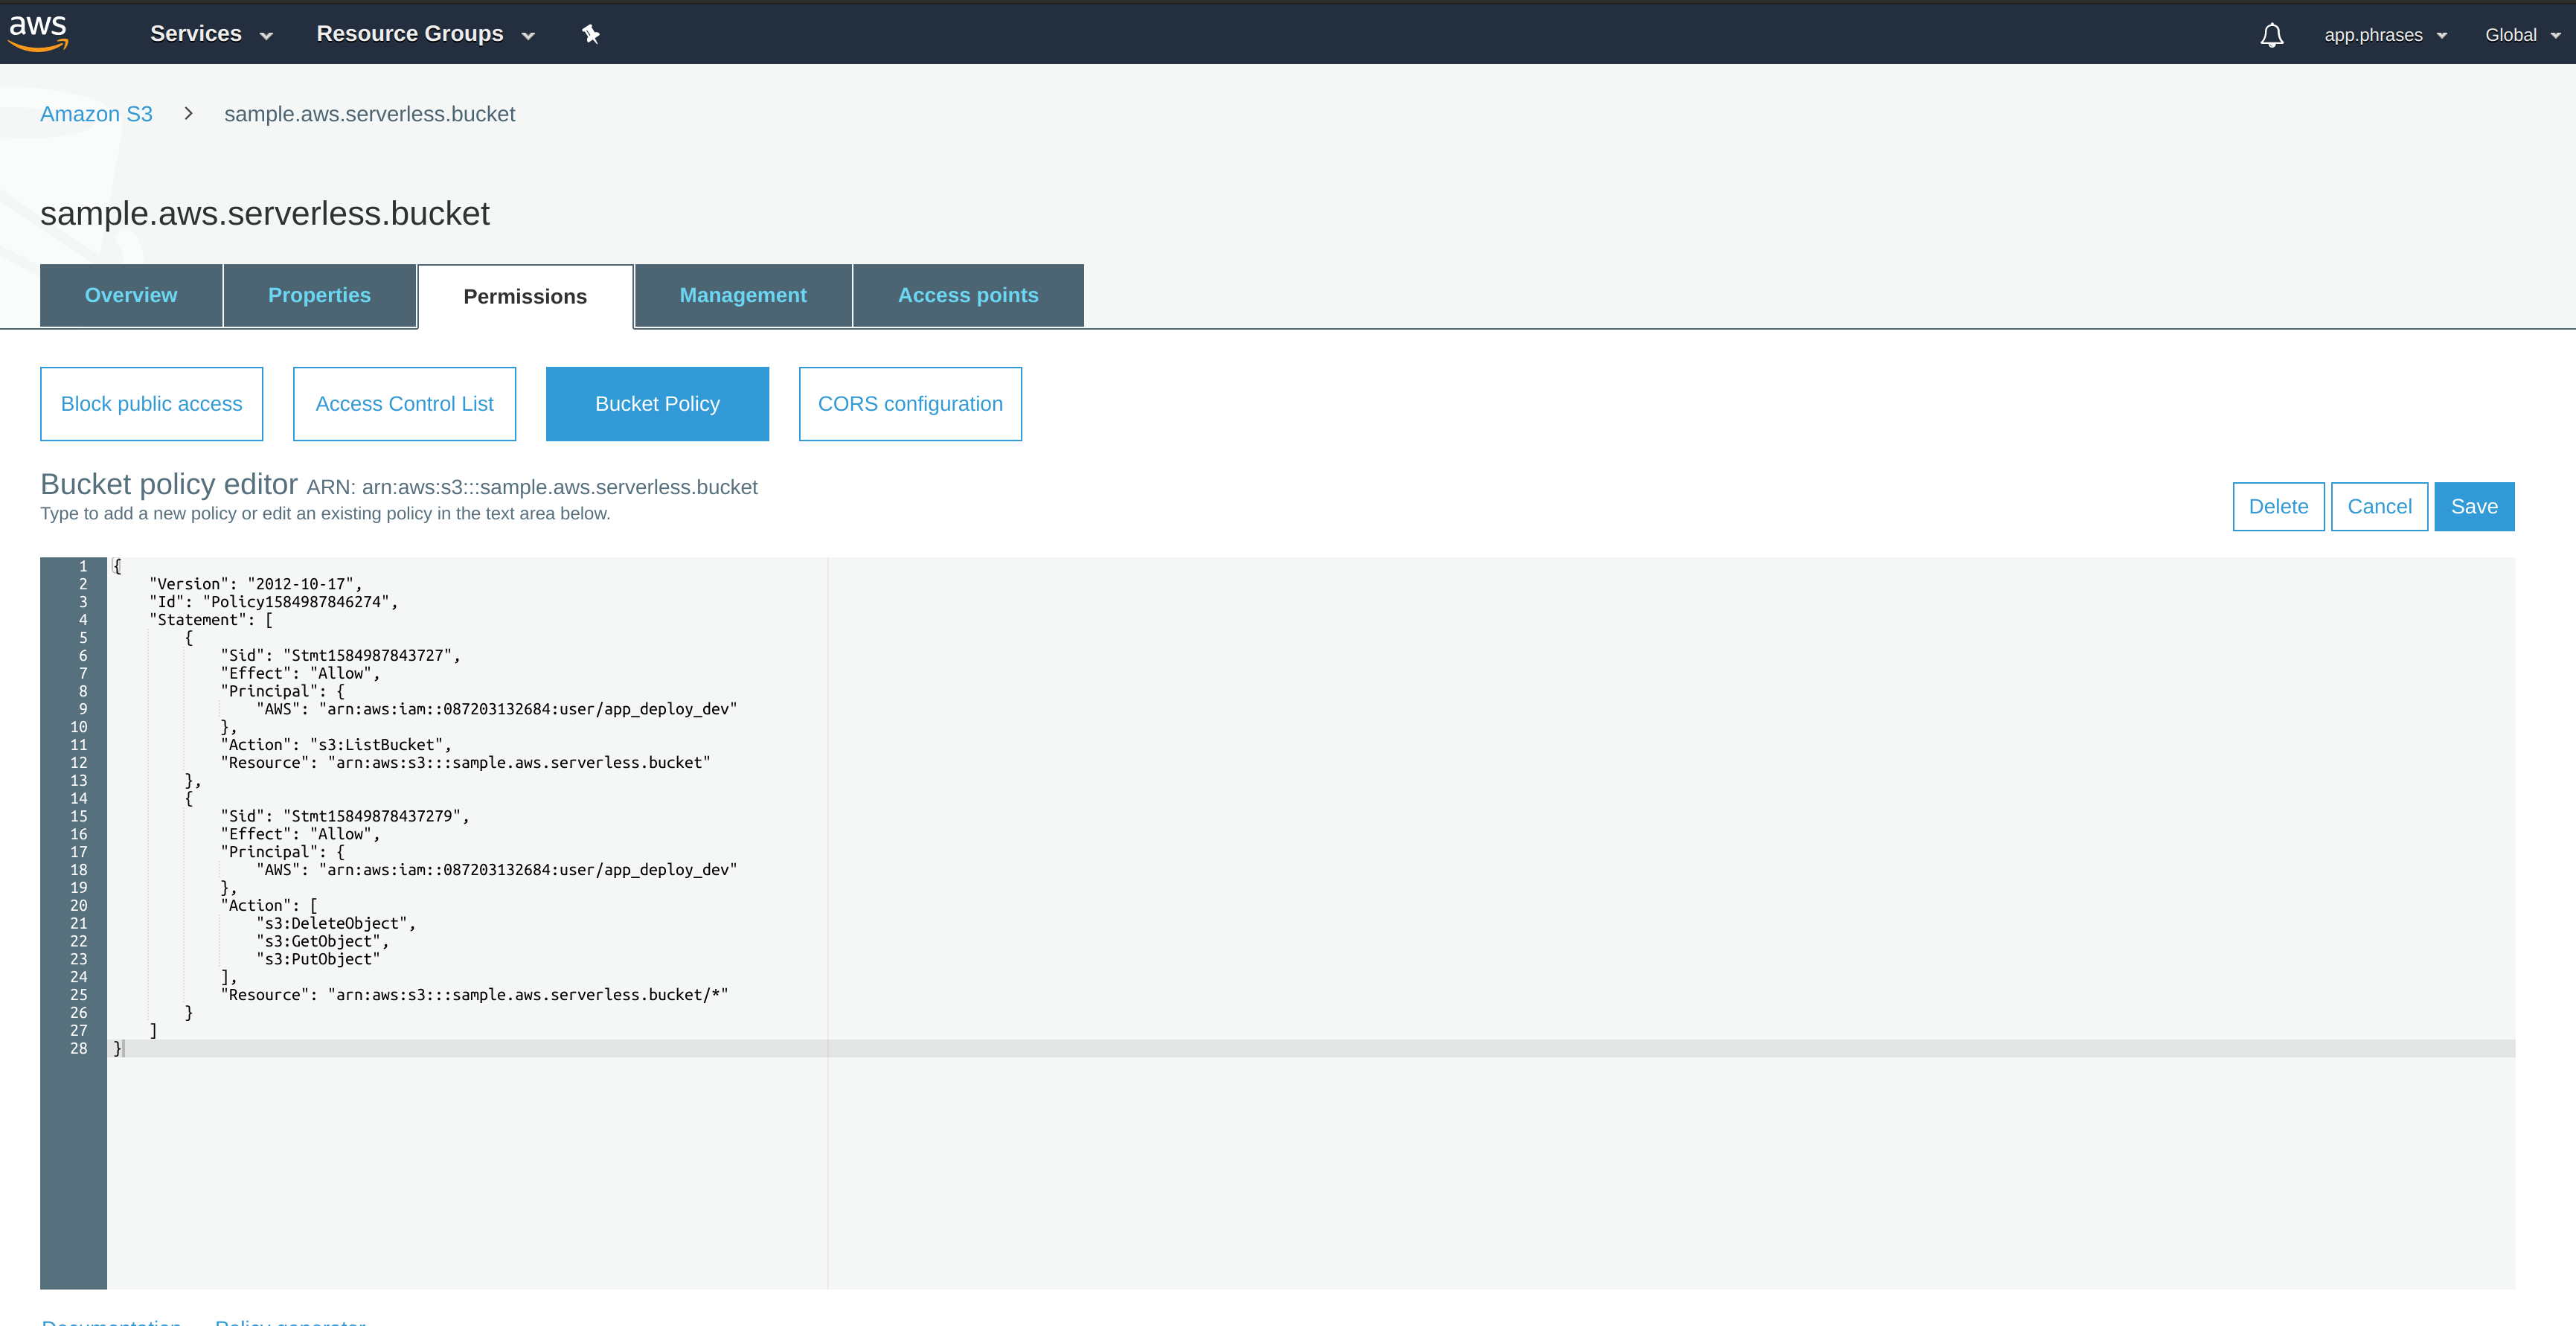 aws Services Resource Groups app.phrases Global
Amazon S3 > sample.aws.serverless.bucket
sample.aws.serverless.bucket
Overview Properties Permissions Management Access points
Block public access Access Control List Bucket Policy CORS configuration
Bucket policy editor ARN: arn:aws:s3:::sample.aws.serverless.bucket
Type to add a new policy or edit an existing policy in the text area below.
Delete Cancel Save
1 {
2 "Version": "2012-10-17",
3 "Id": "Policy1584987846274",
4 "Statement": [
5 {
6 "Sid": "Stmt1584987843727",
7 "Effect": "Allow",
8 "Principal": {
9 "AWS": "arn:aws:iam::087203132684:user/app_deploy_dev"
10 },
11 "Action": "s3:ListBucket",
12 "Resource": "arn:aws:s3:::sample.aws.serverless.bucket"
13 },
14 {
15 "Sid": "Stmt15849878437279",
16 "Effect": "Allow",
17 "Principal": {
18 "AWS": "arn:aws:iam::087203132684:user/app_deploy_dev"
19 },
20 "Action": [
21 "s3:DeleteObject",
22 "s3:GetObject",
23 "s3:PutObject"
24 ],
25 "Resource": "arn:aws:s3:::sample.aws.serverless.bucket/*"
26 }
27 ]
28 }
Documentation Policy generator